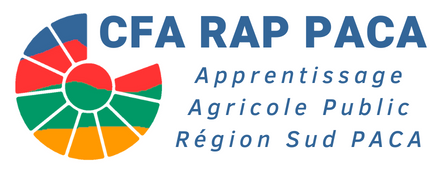 CFA RAP PACA
Apprentissage
Agricole Public
Région Sud PACA